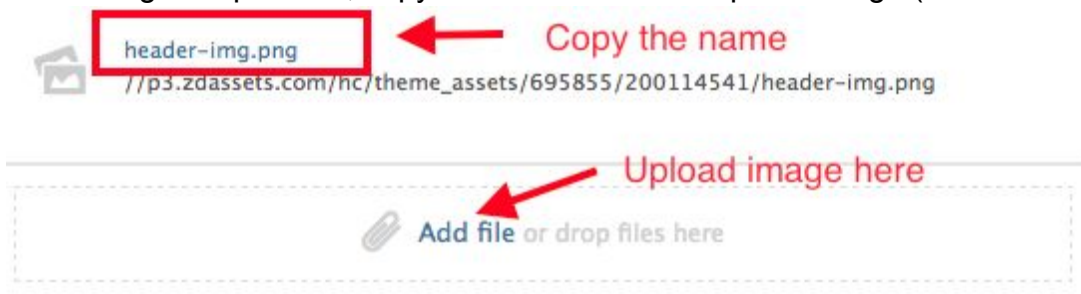 Copy the name
header-img.png
//p3.zdassets.com/hc/theme_assets/695855/200114541/header-img.png
Upload image here
Add file or drop files here